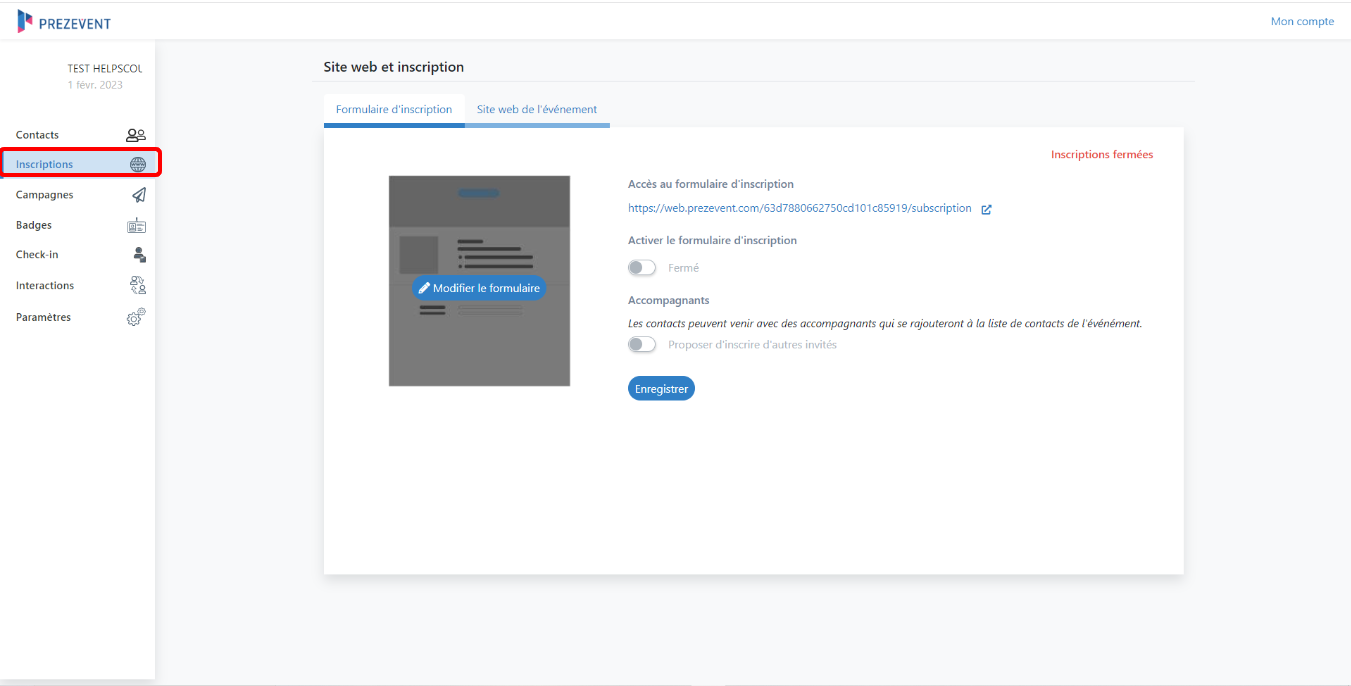 PREZEVENT
Mon compte
TEST HELPSCOU
1 févr. 2023
Contacts
Inscriptions
Campagnes
Badges
Check-in
Interactions
Paramètres
Site web et inscription
Formulaire d'inscription
Site web de l'événement
Inscriptions fermées
Accès au formulaire d'inscription
https://web.prezevent.com/63d7880662750cd101c85919/subscription
Activer le formulaire d'inscription
Fermé
Modifier le formulaire
Accompagnants
Les contacts peuvent venir avec des accompagnants qui se rajouteront à la liste de contacts de l'événément.
Proposer d'inscrire d'autres invités
Enregistrer